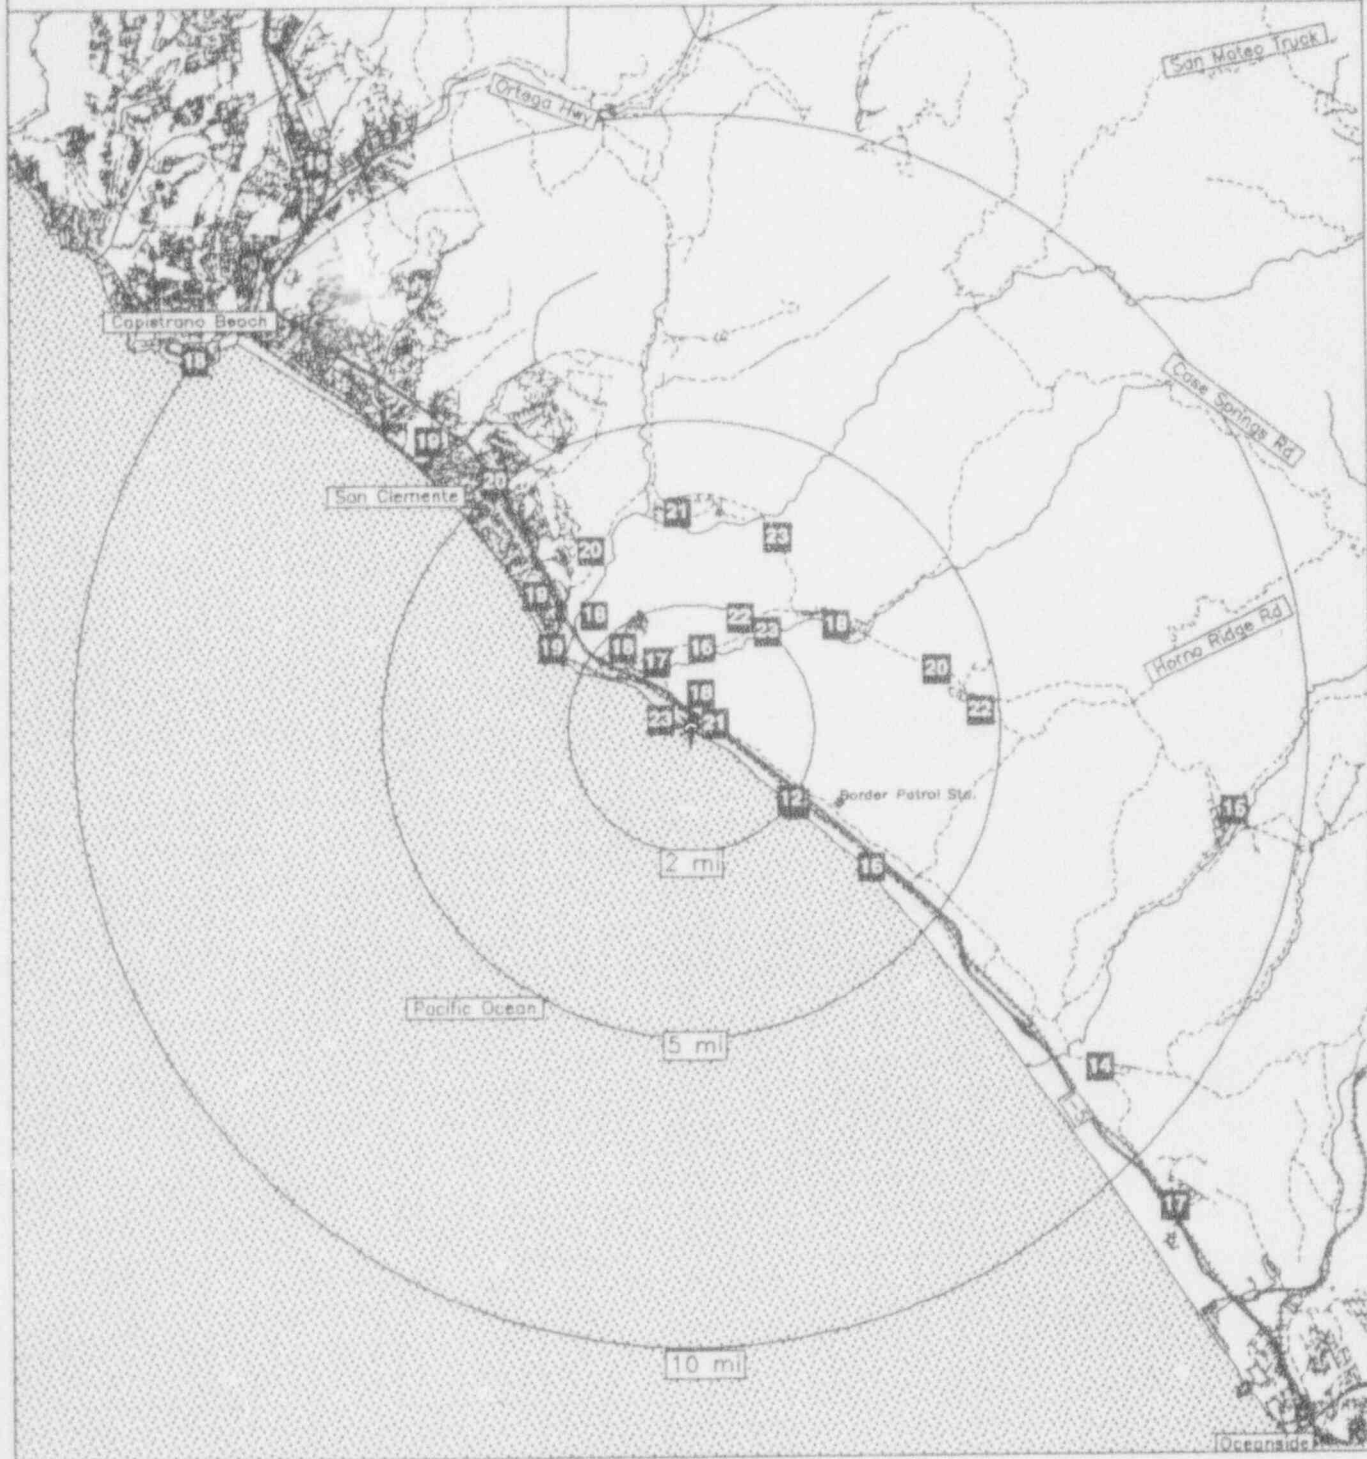 San Mateo Truck
Ortega Hwy
Capistrano Beach
Case Springs Rd
19
San Clemente
20
21
23
20
19
18
22
18
23
19
18
16
17
20
Horno Ridge Rd
22
23
21
12
Border Patrol Sta.
15
2 mi
16
Pacific Ocean
5 mi
14
17
10 mi
Oceanside